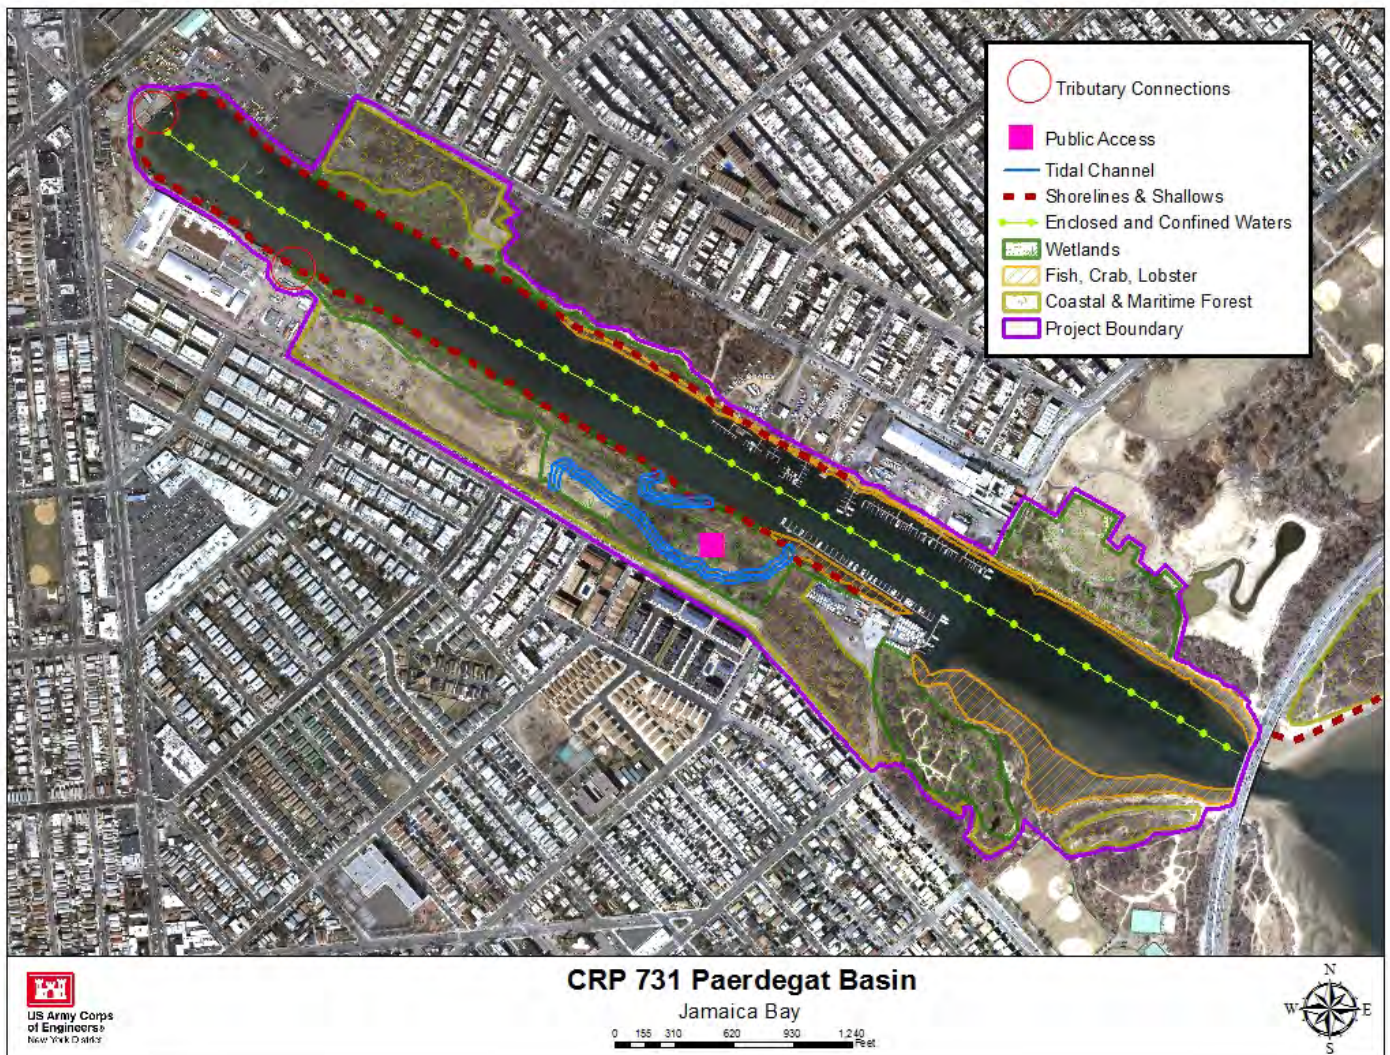 Tributary Connections
Public Access
Tidal Channel
Shorelines & Shallows
Enclosed and Confined Waters
Wetlands
Fish, Crab, Lobster
Coastal & Maritime Forest
Project Boundary
CRP 731 Paerdegat Basin
Jamaica Bay
0 155 310 620 930 1,240
Feet
US Army Corps
of Engineers®
New York District
N
W E
S